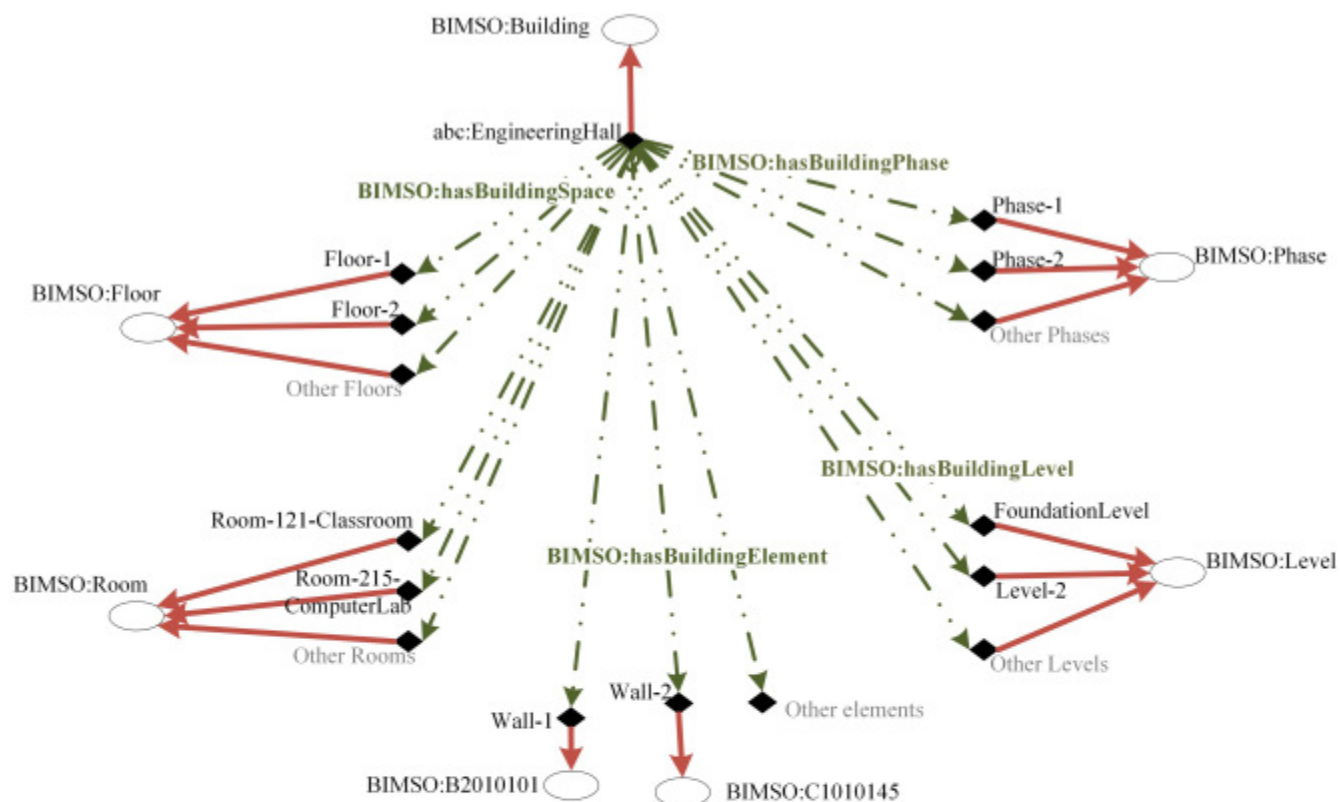 BIMSO:Building
abc:EngineeringHall
BIMSO:hasBuildingPhase
BIMSO:hasBuildingSpace
Phase-1
Phase-2
BIMSO:Phase
Other Phases
Floor-1
BIMSO:Floor
Floor-2
Other Floors
BIMSO:hasBuildingLevel
FoundationLevel
BIMSO:Level
Level-2
Other Levels
Room-121-Classroom
BIMSO:Room
Room-215-
ComputerLab
Other Rooms
BIMSO:hasBuildingElement
Wall-1
Wall-2
Other elements
BIMSO:B2010101
BIMSO:C1010145